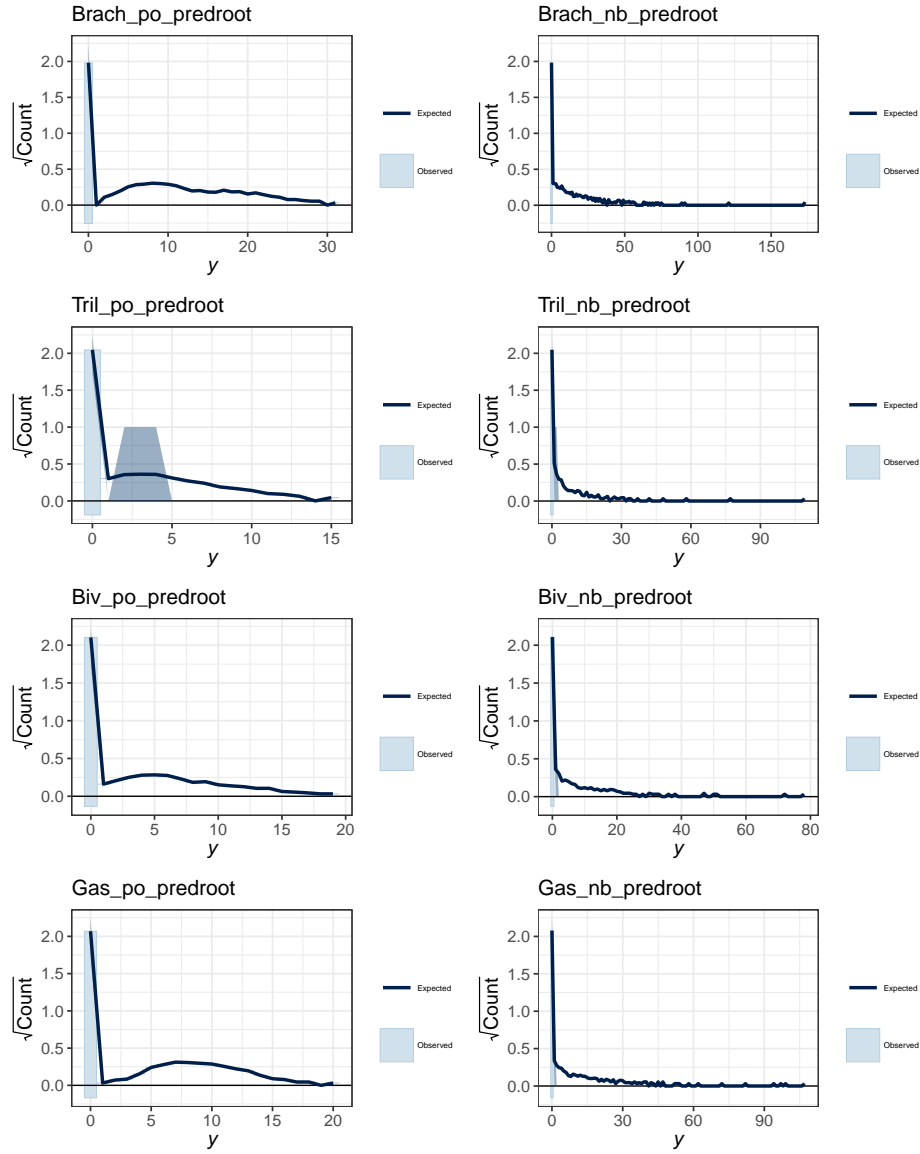 Brach_po_predroot
2.0
1.5
1.0
0.5
0.0
√Count
0 10 20 30
y
Expected
Observed
Brach_nb_predroot
2.0
1.5
1.0
0.5
0.0
√Count
0 50 100 150
y
Expected
Observed
Tril_po_predroot
2.0
1.5
1.0
0.5
0.0
√Count
0 5 10 15
y
Expected
Observed
Tril_nb_predroot
2.0
1.5
1.0
0.5
0.0
√Count
0 30 60 90
y
Expected
Observed
Biv_po_predroot
2.0
1.5
1.0
0.5
0.0
√Count
0 5 10 15 20
y
Expected
Observed
Biv_nb_predroot
2.0
1.5
1.0
0.5
0.0
√Count
0 20 40 60 80
y
Expected
Observed
Gas_po_predroot
2.0
1.5
1.0
0.5
0.0
√Count
0 5 10 15 20
y
Expected
Observed
Gas_nb_predroot
2.0
1.5
1.0
0.5
0.0
√Count
0 30 60 90
y
Expected
Observed